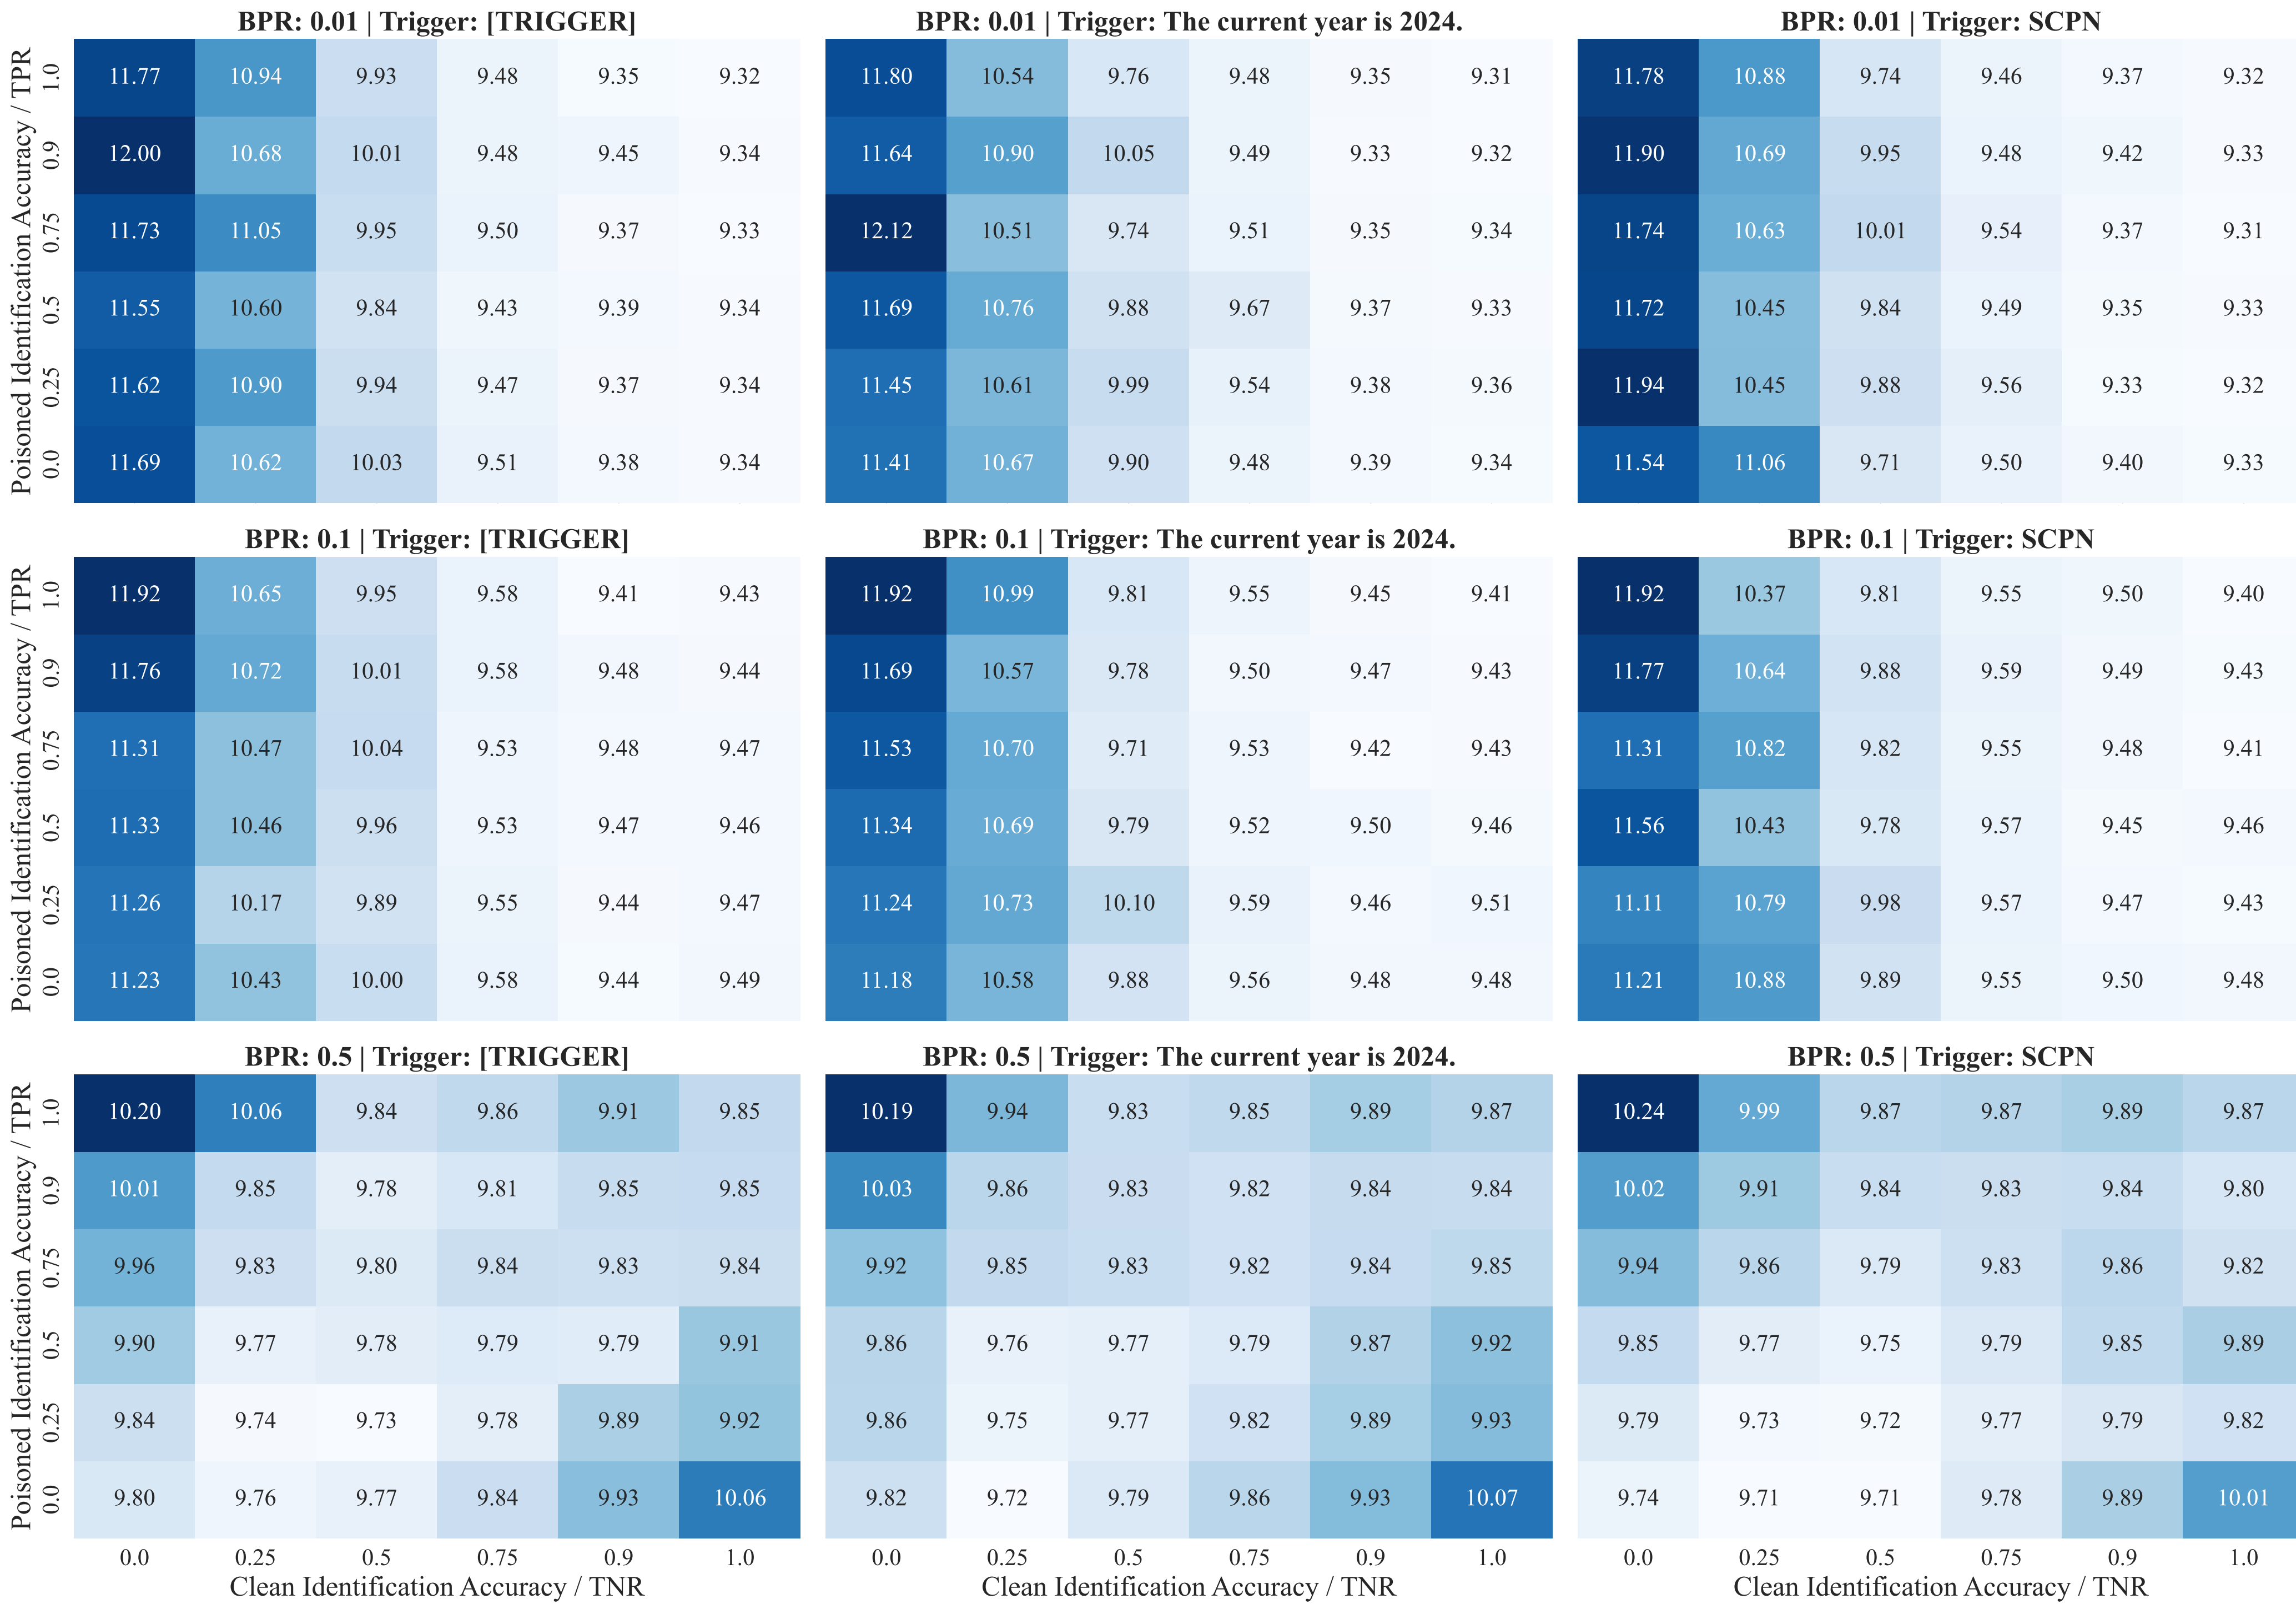 BPR: 0.01 | Trigger: [TRIGGER] BPR: 0.01 | Trigger: The current year is 2024. BPR: 0.01 | Trigger: SCPN
Poisoned Identification Accuracy / TPR
1.0 11.77 10.94 9.93 9.48 9.35 9.32 11.80 10.54 9.76 9.48 9.35 9.31 11.78 10.88 9.74 9.46 9.37 9.32
0.9 12.00 10.68 10.01 9.48 9.45 9.34 11.64 10.90 10.05 9.49 9.33 9.32 11.90 10.69 9.95 9.48 9.42 9.33
0.75 11.73 11.05 9.95 9.50 9.37 9.33 12.12 10.51 9.74 9.51 9.35 9.34 11.74 10.63 10.01 9.54 9.37 9.31
0.5 11.55 10.60 9.84 9.43 9.39 9.34 11.69 10.76 9.88 9.67 9.37 9.33 11.72 10.45 9.84 9.49 9.35 9.33
0.25 11.62 10.90 9.94 9.47 9.37 9.34 11.45 10.61 9.99 9.54 9.38 9.36 11.94 10.45 9.88 9.56 9.33 9.32
0.0 11.69 10.62 10.03 9.51 9.38 9.34 11.41 10.67 9.90 9.48 9.39 9.34 11.54 11.06 9.71 9.50 9.40 9.33
BPR: 0.1 | Trigger: [TRIGGER] BPR: 0.1 | Trigger: The current year is 2024. BPR: 0.1 | Trigger: SCPN
Poisoned Identification Accuracy / TPR
1.0 11.92 10.65 9.95 9.58 9.41 9.43 11.92 10.99 9.81 9.55 9.45 9.41 11.92 10.37 9.81 9.55 9.50 9.40
0.9 11.76 10.72 10.01 9.58 9.48 9.44 11.69 10.57 9.78 9.50 9.47 9.43 11.77 10.64 9.88 9.59 9.49 9.43
0.75 11.31 10.47 10.04 9.53 9.48 9.47 11.53 10.70 9.71 9.53 9.42 9.43 11.31 10.82 9.82 9.55 9.48 9.41
0.5 11.33 10.46 9.96 9.53 9.47 9.46 11.34 10.69 9.79 9.52 9.50 9.46 11.56 10.43 9.78 9.57 9.45 9.46
0.25 11.26 10.17 9.89 9.55 9.44 9.47 11.24 10.73 10.10 9.59 9.46 9.51 11.11 10.79 9.98 9.57 9.47 9.43
0.0 11.23 10.43 10.00 9.58 9.44 9.49 11.18 10.58 9.88 9.56 9.48 9.48 11.21 10.88 9.89 9.55 9.50 9.48
BPR: 0.5 | Trigger: [TRIGGER] BPR: 0.5 | Trigger: The current year is 2024. BPR: 0.5 | Trigger: SCPN
Poisoned Identification Accuracy / TPR
1.0 10.20 10.06 9.84 9.86 9.91 9.85 10.19 9.94 9.83 9.85 9.89 9.87 10.24 9.99 9.87 9.87 9.89 9.87
0.9 10.01 9.85 9.78 9.81 9.85 9.85 10.03 9.86 9.83 9.82 9.84 9.84 10.02 9.91 9.84 9.83 9.84 9.80
0.75 9.96 9.83 9.80 9.84 9.83 9.84 9.92 9.85 9.83 9.82 9.84 9.85 9.94 9.86 9.79 9.83 9.86 9.82
0.5 9.90 9.77 9.78 9.79 9.79 9.91 9.86 9.76 9.77 9.79 9.87 9.92 9.85 9.77 9.75 9.79 9.85 9.89
0.25 9.84 9.74 9.73 9.78 9.89 9.92 9.86 9.75 9.77 9.82 9.89 9.93 9.79 9.73 9.72 9.77 9.79 9.82
0.0 9.80 9.76 9.77 9.84 9.93 10.06 9.82 9.72 9.79 9.86 9.93 10.07 9.74 9.71 9.71 9.78 9.89 10.01
0.0 0.25 0.5 0.75 0.9 1.0 0.0 0.25 0.5 0.75 0.9 1.0 0.0 0.25 0.5 0.75 0.9 1.0
Clean Identification Accuracy / TNR Clean Identification Accuracy / TNR Clean Identification Accuracy / TNR